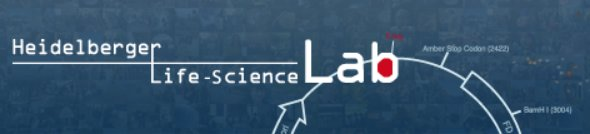 Heidelberger
Life-Science Lab
Amber Stop Codon (2422)
BamH I (3004)